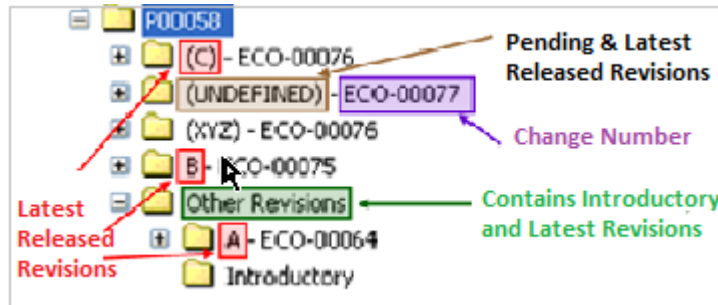 P00058
(C) - ECO-00076
(UNDEFINED) - ECO-00077
(XYZ) - ECO-00076
B - ECO-00075
Other Revisions
A - ECO-00064
Introductory
Pending & Latest
Released Revisions
Change Number
Contains Introductory
and Latest Revisions
Latest
Released
Revisions